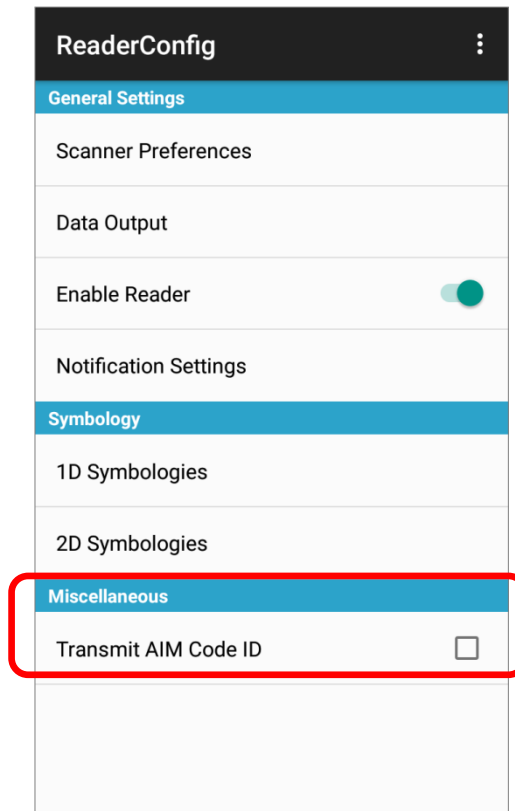 ReaderConfig
General Settings
Scanner Preferences
Data Output
Enable Reader
Notification Settings
Symbology
1D Symbologies
2D Symbologies
Miscellaneous
Transmit AIM Code ID